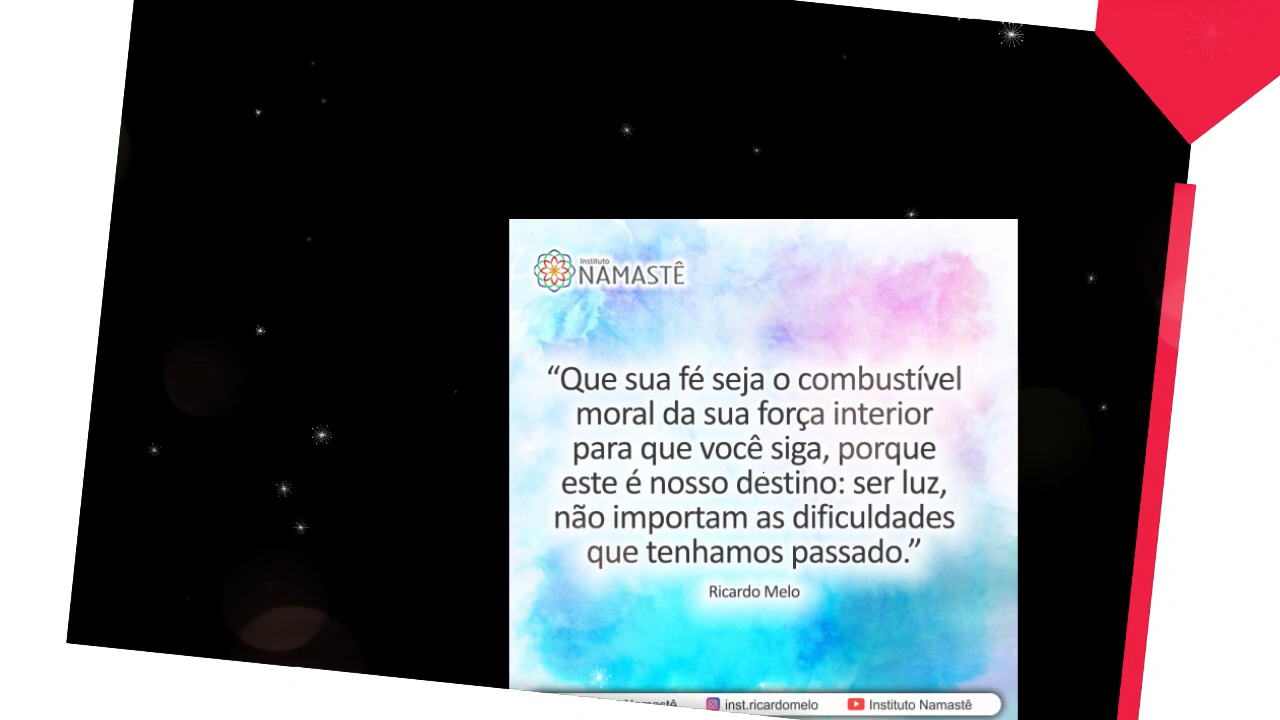 Instituto
NAMASTÊ
“Que sua fé seja o combustível
moral da sua força interior
para que você siga, porque
este é nosso destino: ser luz,
não importam as dificuldades
que tenhamos passado.”
Ricardo Melo
Namastê inst.ricardomelo Instituto Namastê